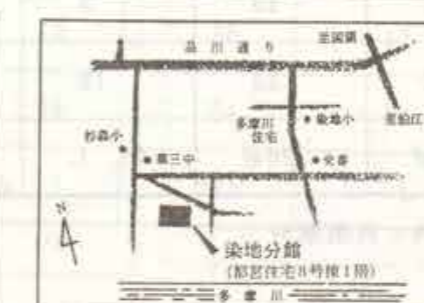 品川通り
至国領
多摩川
住宅
染地小
至狛江
杉森小
第三中
交番
N
染地分館
(都営住宅8号棟1階)
多摩川